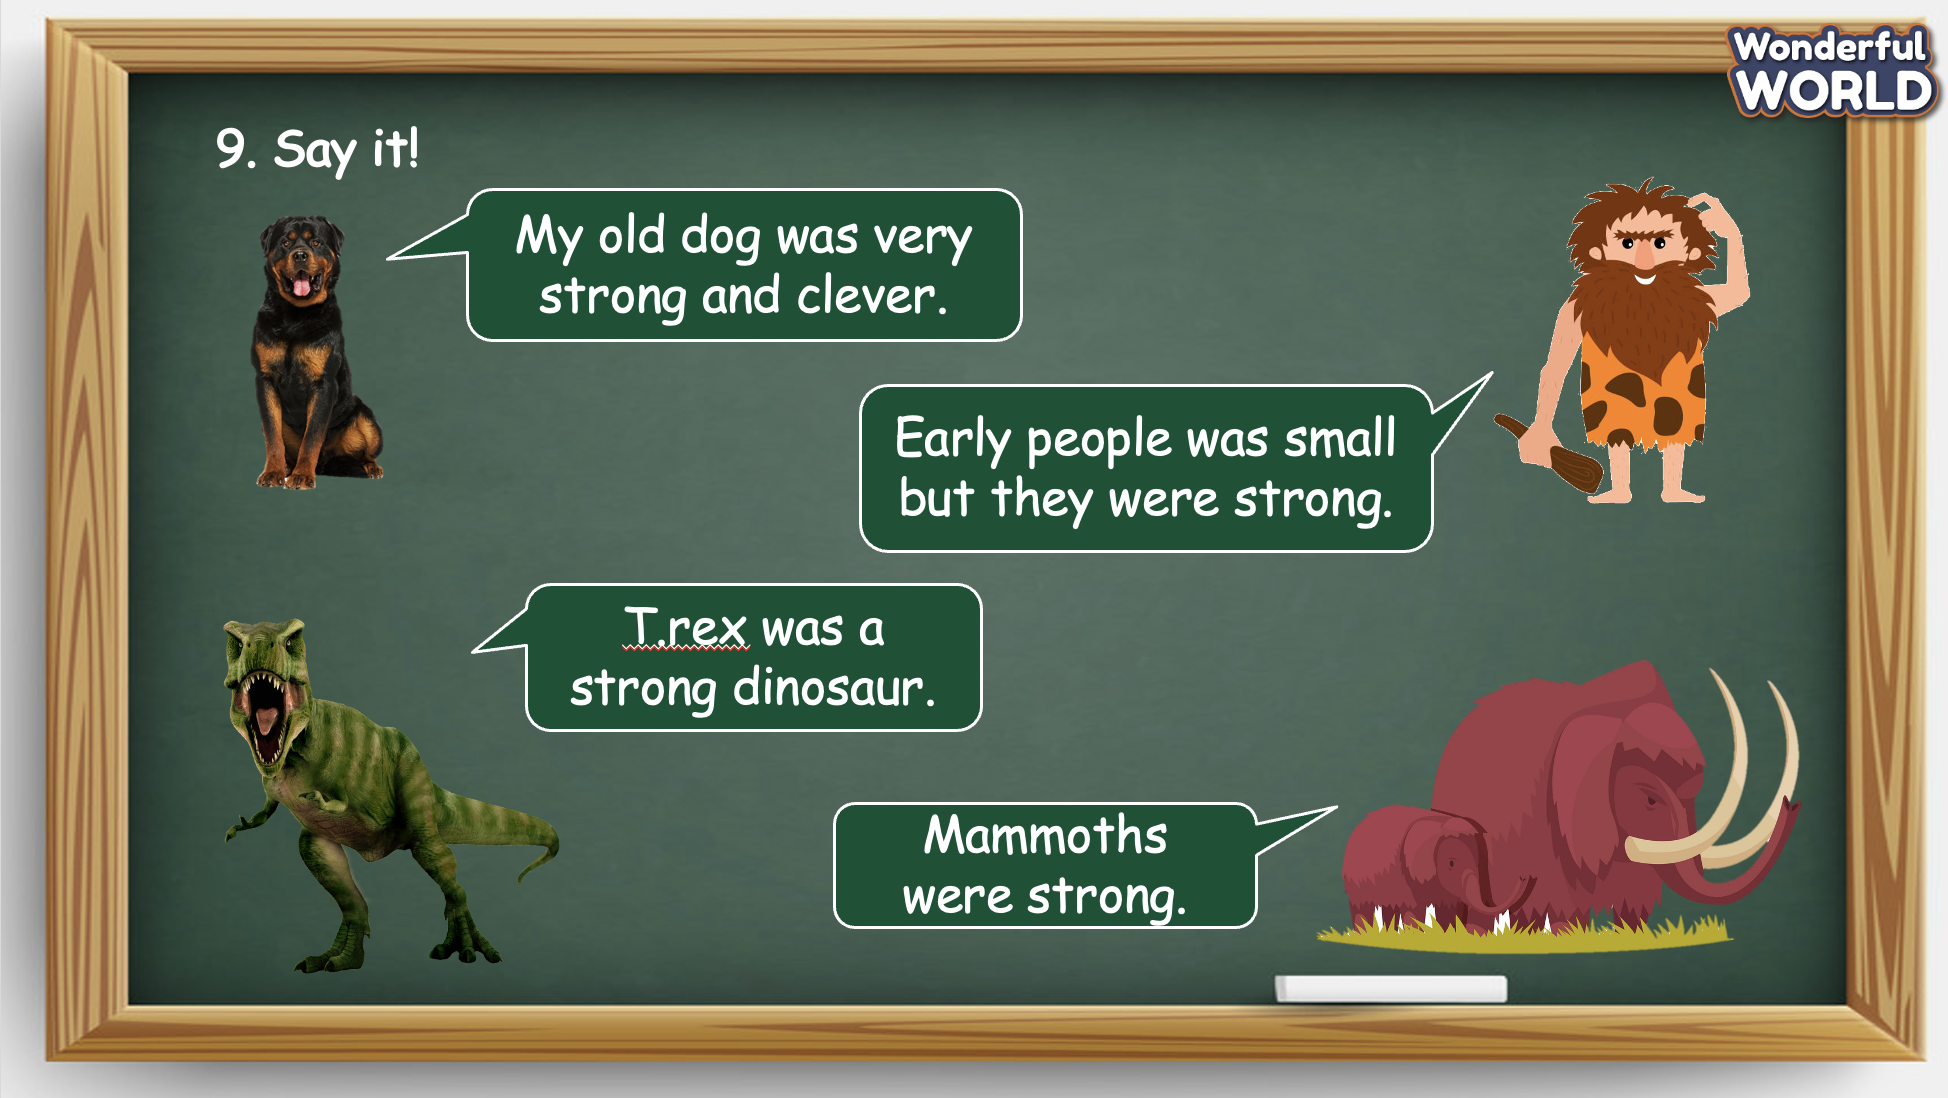 Wonderful
WORLD
9. Say it!
My old dog was very
strong and clever.
Early people was small
but they were strong.
T.rex was a
strong dinosaur.
Mammoths
were strong.